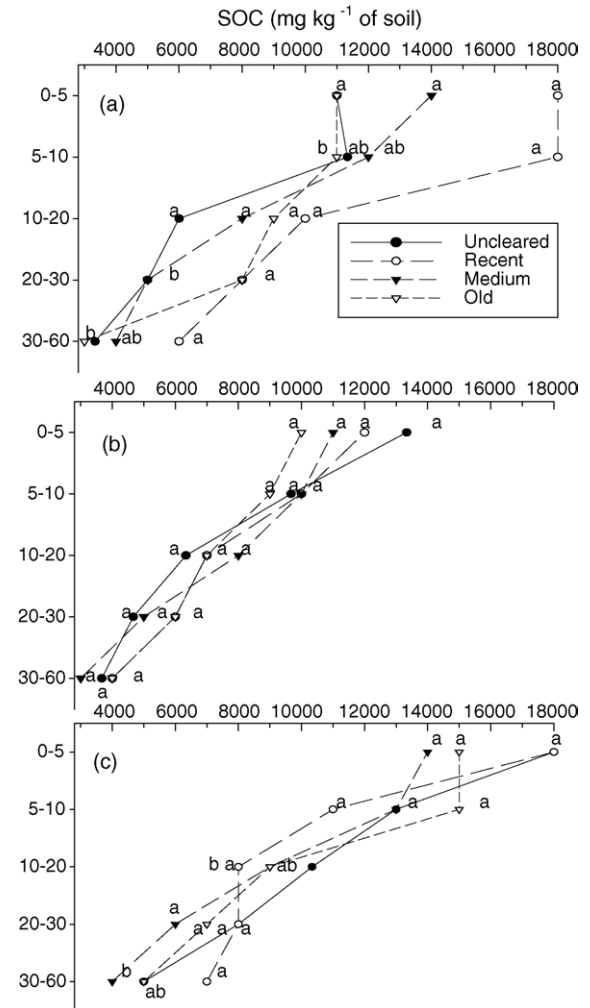 SOC (mg kg -1 of soil)
4000 6000 8000 10000 12000 14000 16000 18000
(a)
0-5 a a a
5-10 b ab ab a
10-20 a a a a
20-30 b a
30-60 b ab a
Uncleared
Recent
Medium
Old
4000 6000 8000 10000 12000 14000 16000 18000
(b)
0-5 a a a a
5-10 a a a
10-20 a a a
20-30 a a a
30-60 a a
a
4000 6000 8000 10000 12000 14000 16000 18000
(c)
0-5 a a a
5-10 a a a
10-20 b a ab
a
20-30 a a a
30-60 b a
ab